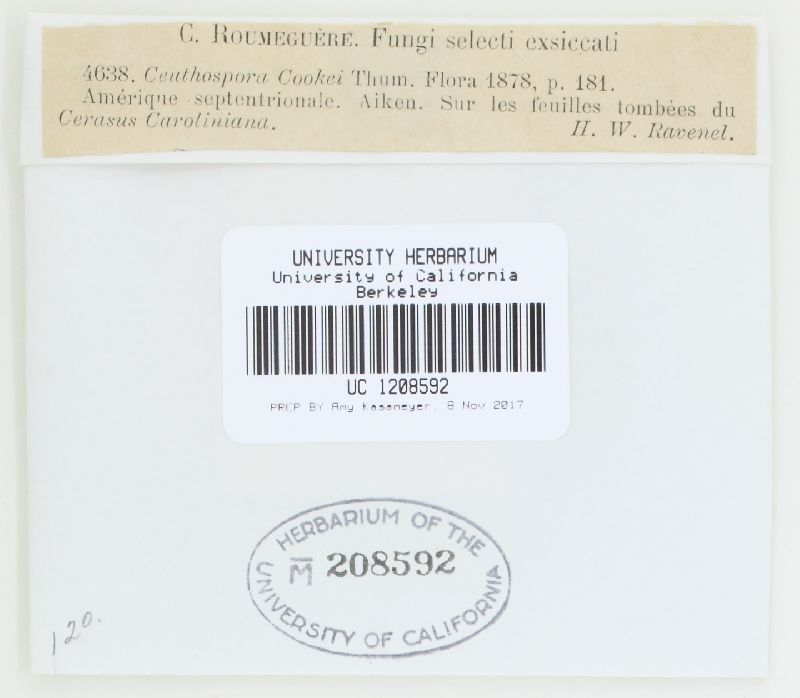 C. ROUMEGUÈRE. Fungi selecti exsiccati
4638. Ceuthospora Cookei Thum. Flora 1878, p. 181.
Amérique septentrionale. Aiken. Sur les feuilles tombées du
Cerasus Caroliniana. H. W. Ravenel.
UNIVERSITY HERBARIUM
University of California
Berkeley
UC 1208592
PREP BY Amy Kasameyer, 8 Nov 2017
HERBARIUM OF THE
M 208592
UNIVERSITY OF CALIFORNIA
120.